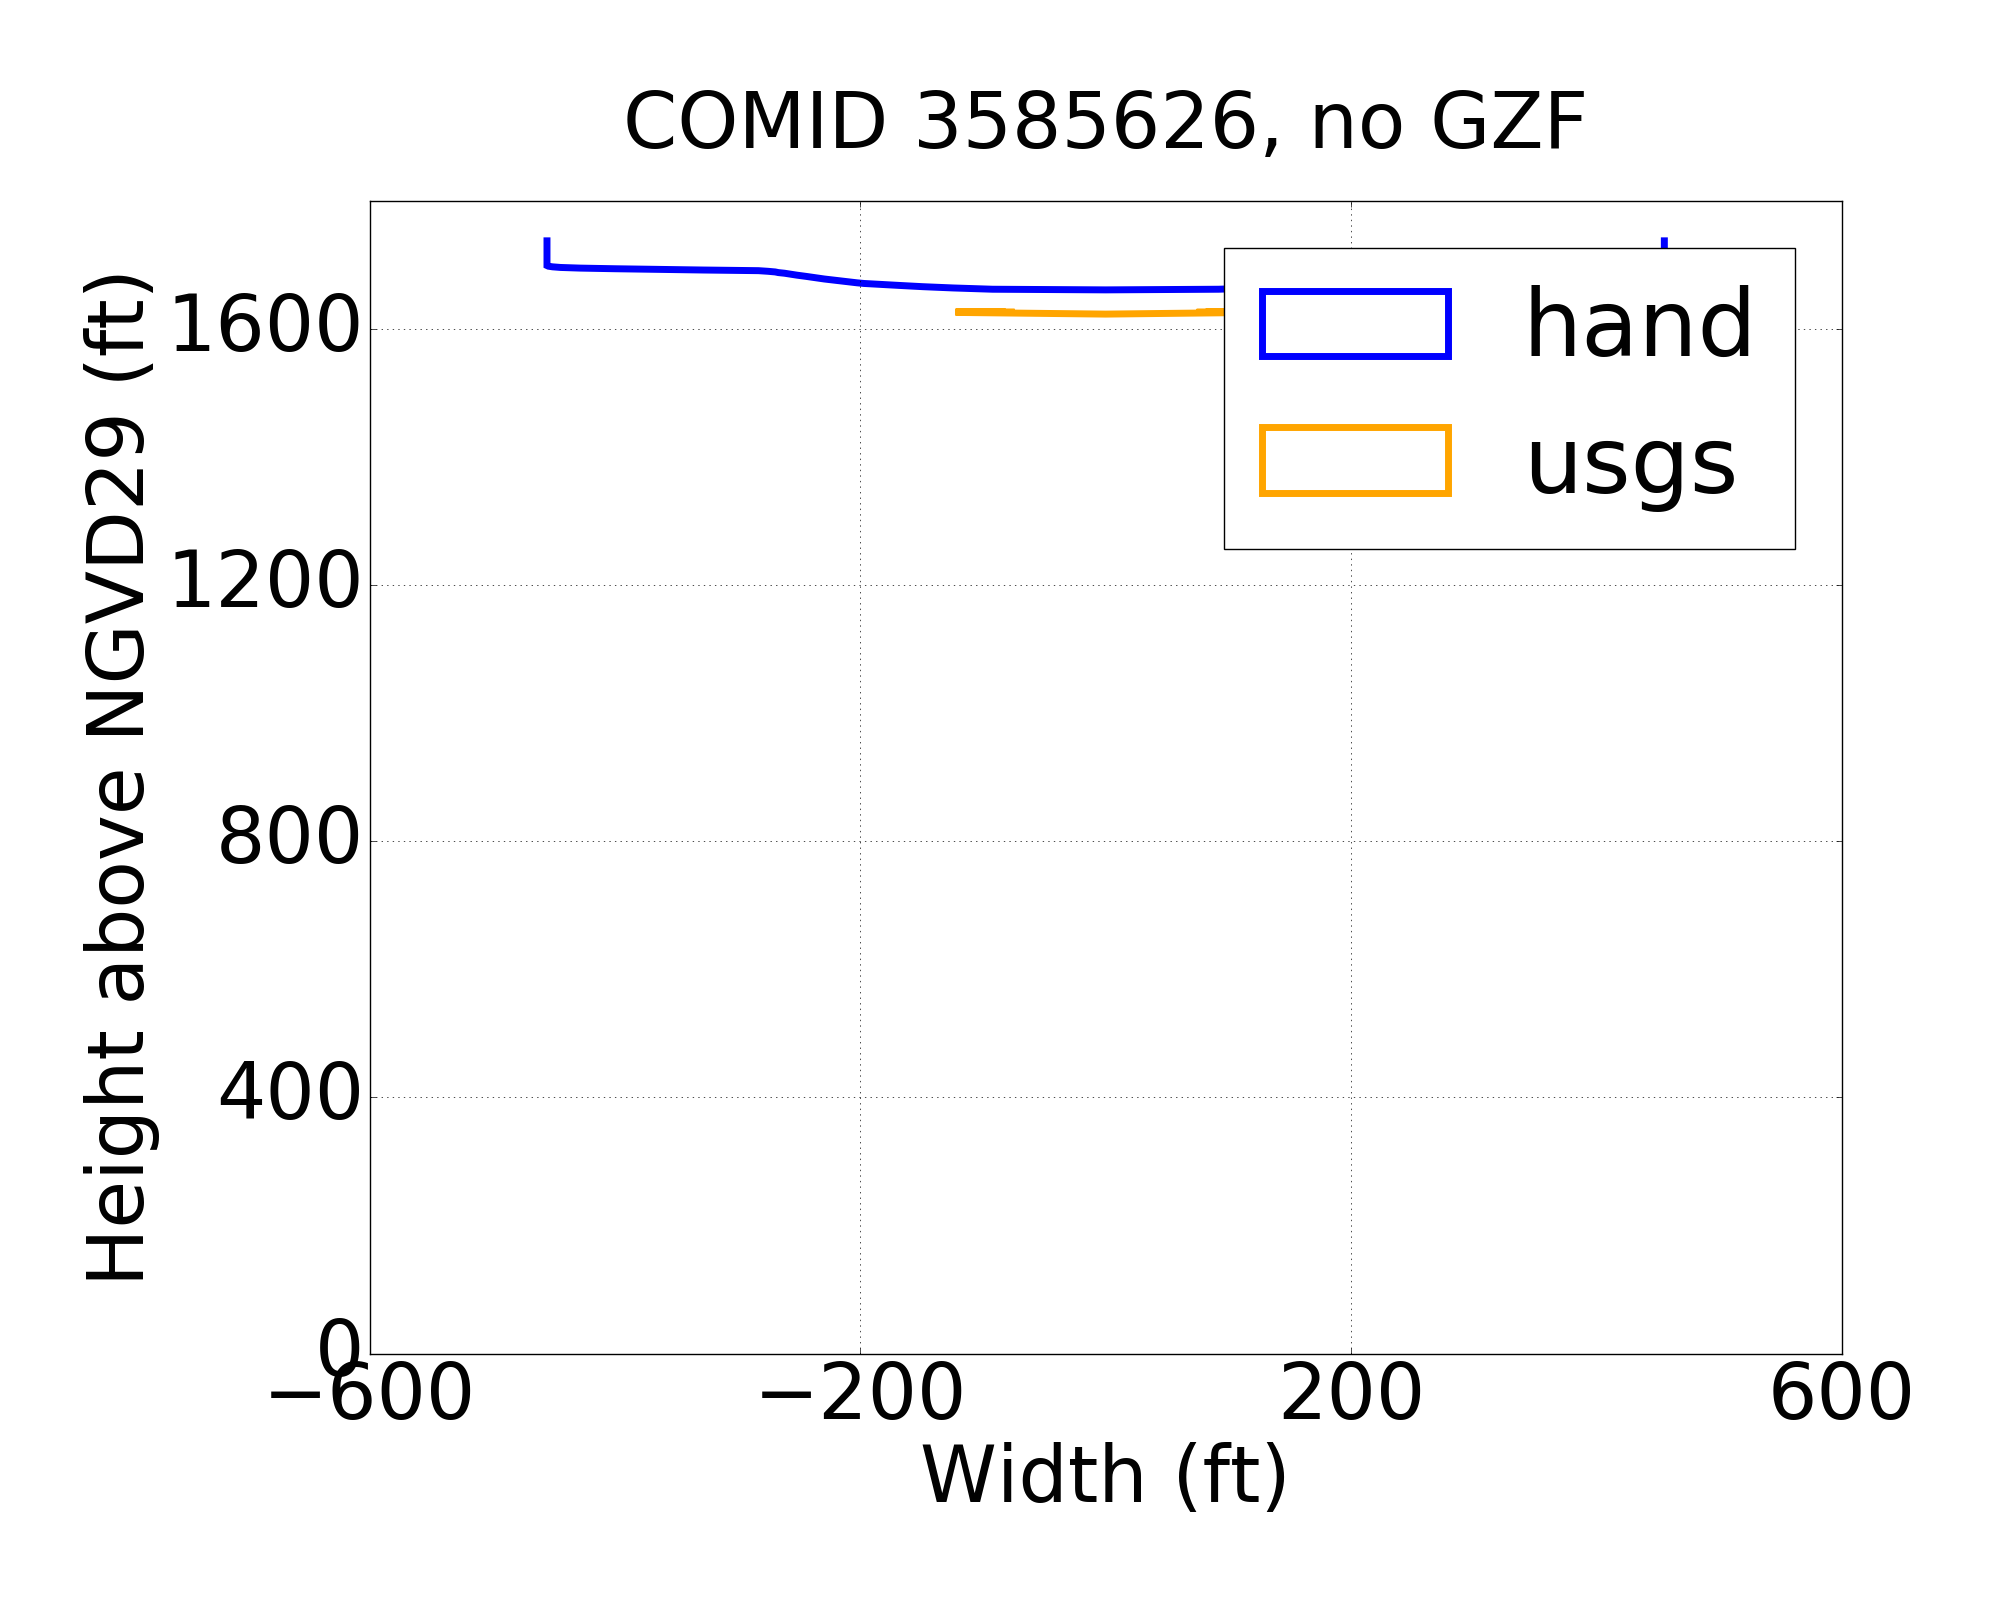 COMID 3585626, no GZF
Height above NGVD29 (ft)
1600
1200
800
400
0
hand
usgs
−600
−200
200
600
Width (ft)